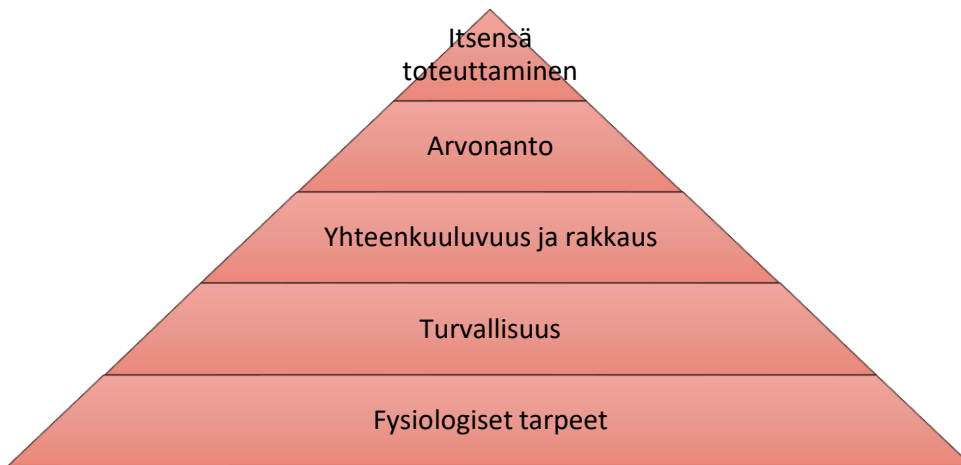 Itsensä
toteuttaminen
Arvonanto
Yhteenkuuluvuus ja rakkaus
Turvallisuus
Fysiologiset tarpeet